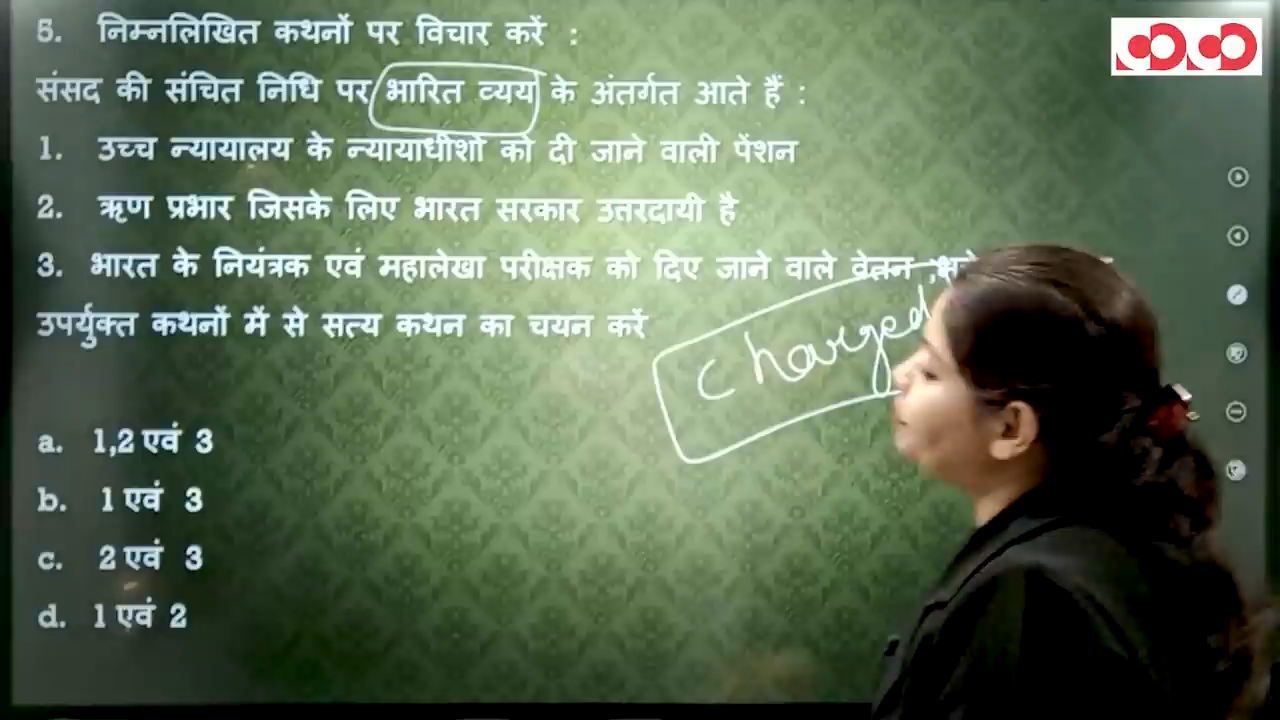 5. निम्नलिखित कथनों पर विचार करें :
संसद की संचित निधि पर भारित व्यय के अंतर्गत आते हैं :
1. उच्च न्यायालय के न्यायाधीशों को दी जाने वाली पेंशन
2. ऋण प्रभार जिसके लिए भारत सरकार उत्तरदायी है
3. भारत के नियंत्रक एवं महालेखा परीक्षक को दिए जाने वाले वेतन
उपर्युक्त कथनों में से सत्य कथन का चयन करें
charged
a. 1,2 एवं 3
b. 1 एवं 3
c. 2 एवं 3
d. 1 एवं 2